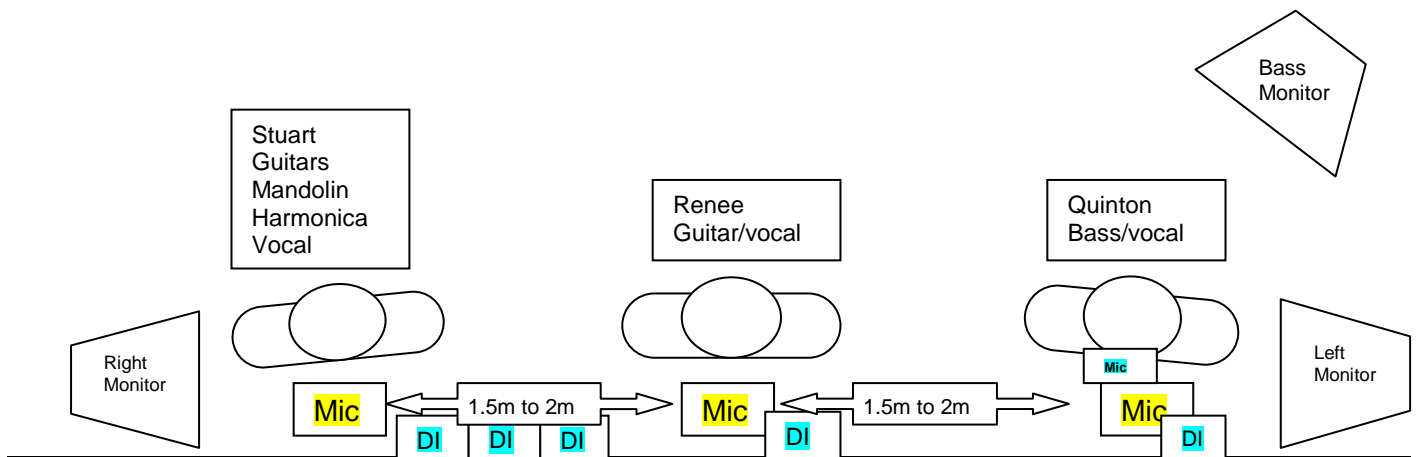 Bass
Monitor
Stuart
Guitars
Mandolin
Harmonica
Vocal
Renee
Guitar/vocal
Quinton
Bass/vocal
Right
Monitor
Left
Monitor
Mic
Mic
1.5m to 2m
Mic
1.5m to 2m
Mic
DI
DI
DI
DI
DI